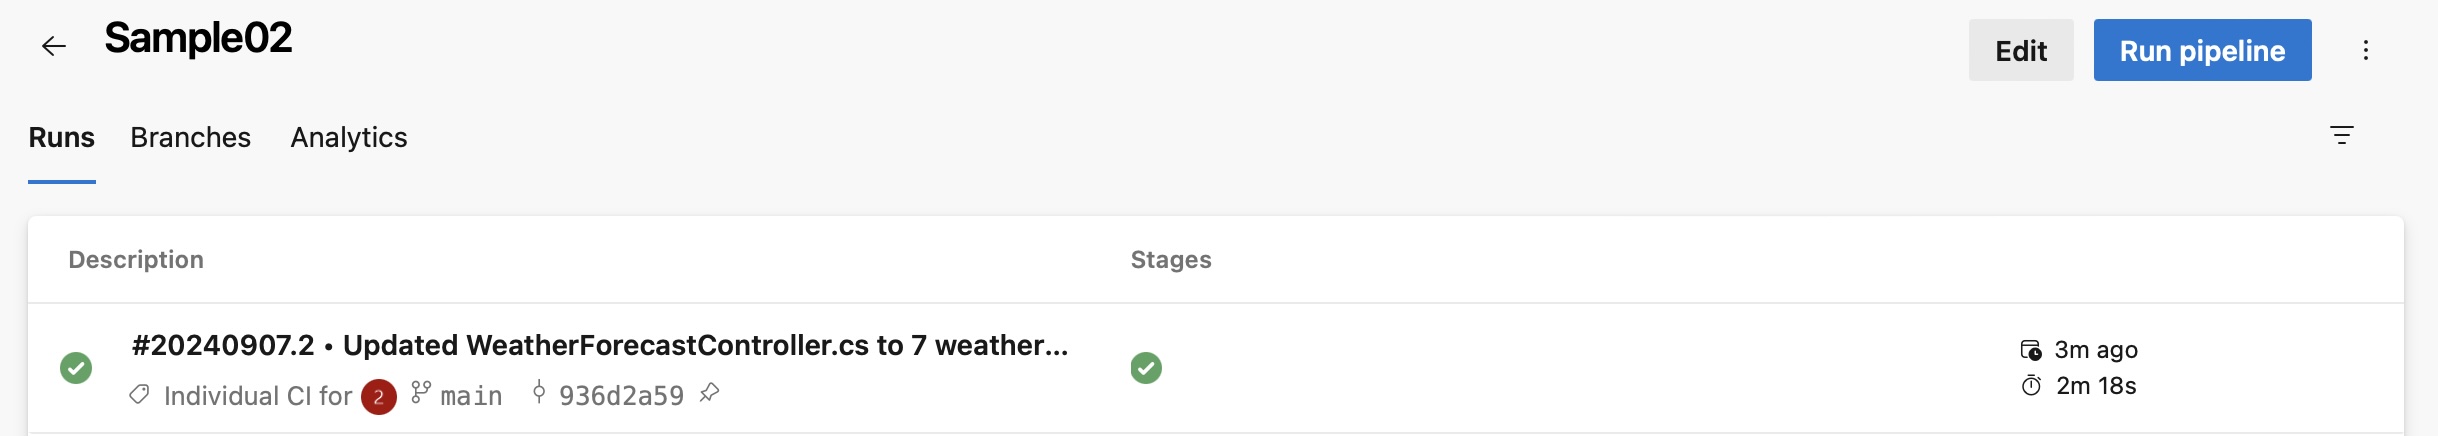 Sample02
Edit
Run pipeline
Runs
Branches
Analytics
Description
Stages
#20240907.2 • Updated WeatherForecastController.cs to 7 weather...
3m ago
Individual CI for 2 main 936d2a59
2m 18s